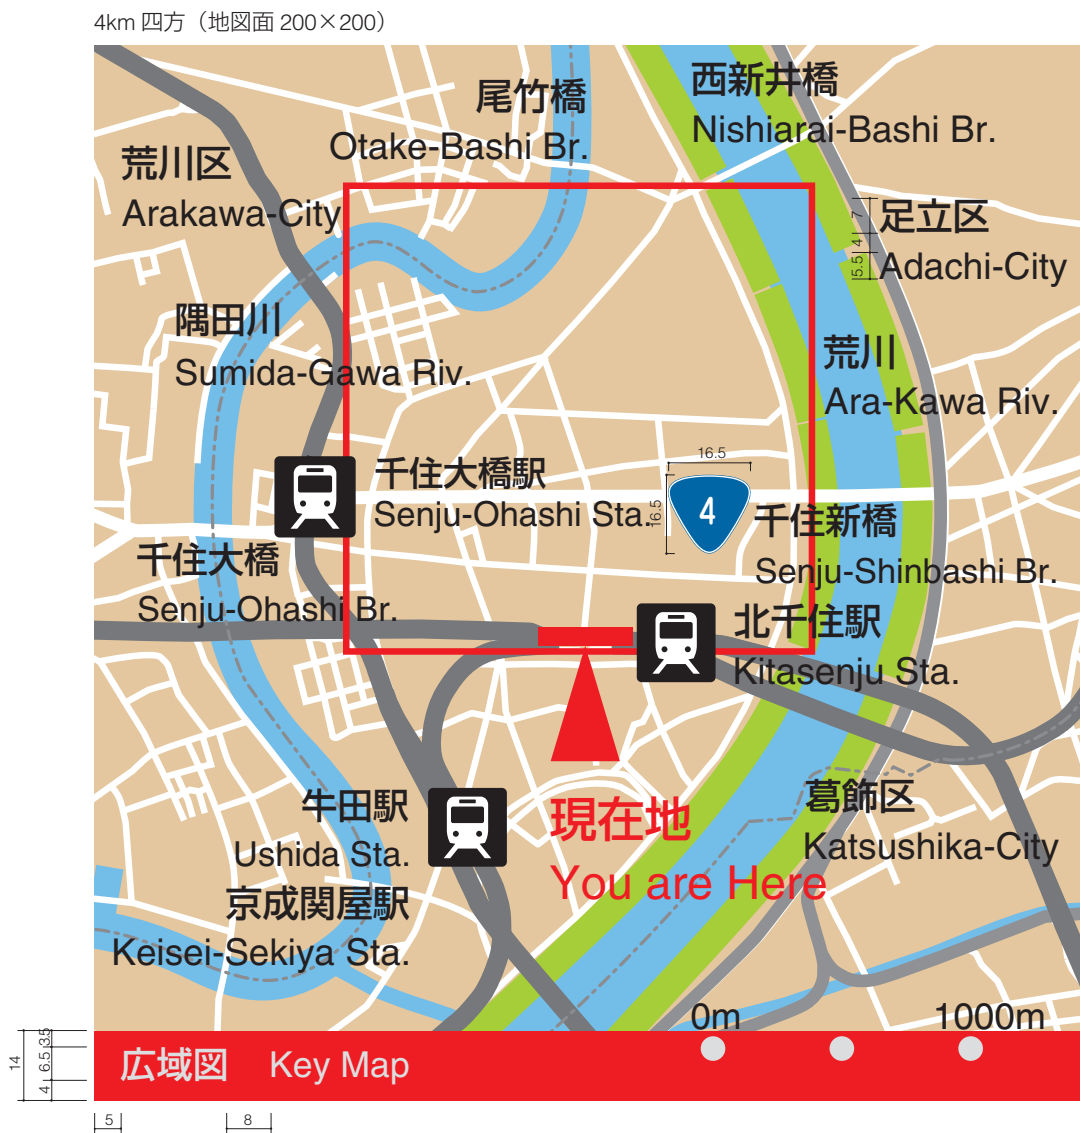 4km 四方（地図面 200×200）
尾竹橋
Otake-Bashi Br.
西新井橋
Nishiarai-Bashi Br.
荒川区
Arakawa-City
足立区
Adachi-City
7
4
5.5
隅田川
Sumida-Gawa Riv.
荒川
Ara-Kawa Riv.
千住大橋駅
Senju-Ohashi Sta.
16.5
16.5
4
千住新橋
Senju-Shinbashi Br.
千住大橋
Senju-Ohashi Br.
北千住駅
Kitasenju Sta.
牛田駅
Ushida Sta.
京成関屋駅
Keisei-Sekiya Sta.
現在地
You are Here
葛飾区
Katsushika-City
0m
1000m
広域図 Key Map
14
3.5
6.5
4
5
8